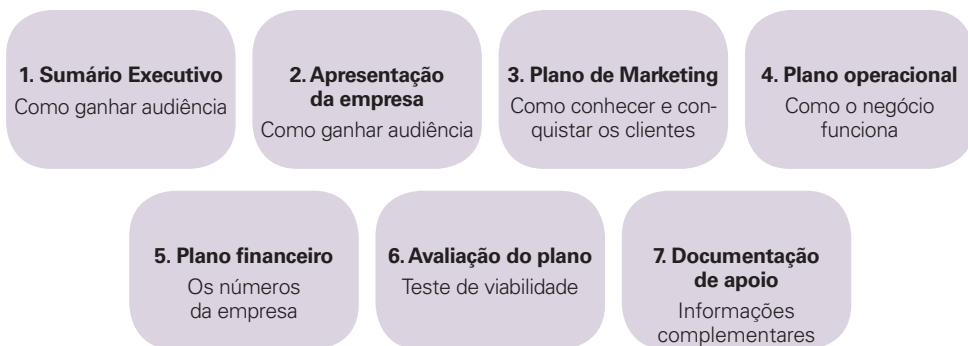 1. Sumário Executivo
Como ganhar audiência
2. Apresentação
da empresa
Como ganhar audiência
3. Plano de Marketing
Como conhecer e con-
quistar os clientes
4. Plano operacional
Como o negócio
funciona
5. Plano financeiro
Os números
da empresa
6. Avaliação do plano
Teste de viabilidade
7. Documentação
de apoio
Informações
complementares